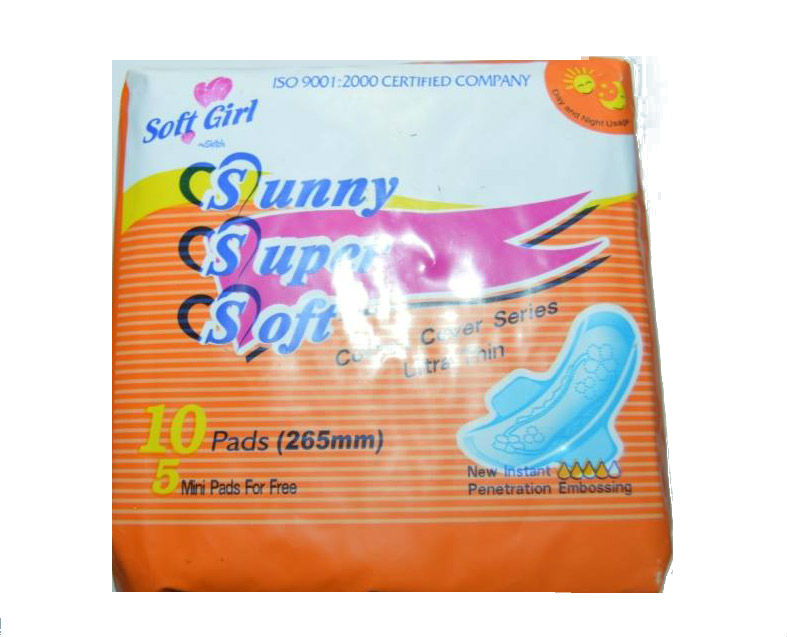 ISO 9001:2000 CERTIFIED COMPANY
Day and Night Usage
Soft Girl
Sunny
Super
Soft
Cover Series
Ultra Thin
10 Pads (265mm)
5 Mini Pads For Free
New Instant
Penetration Embossing